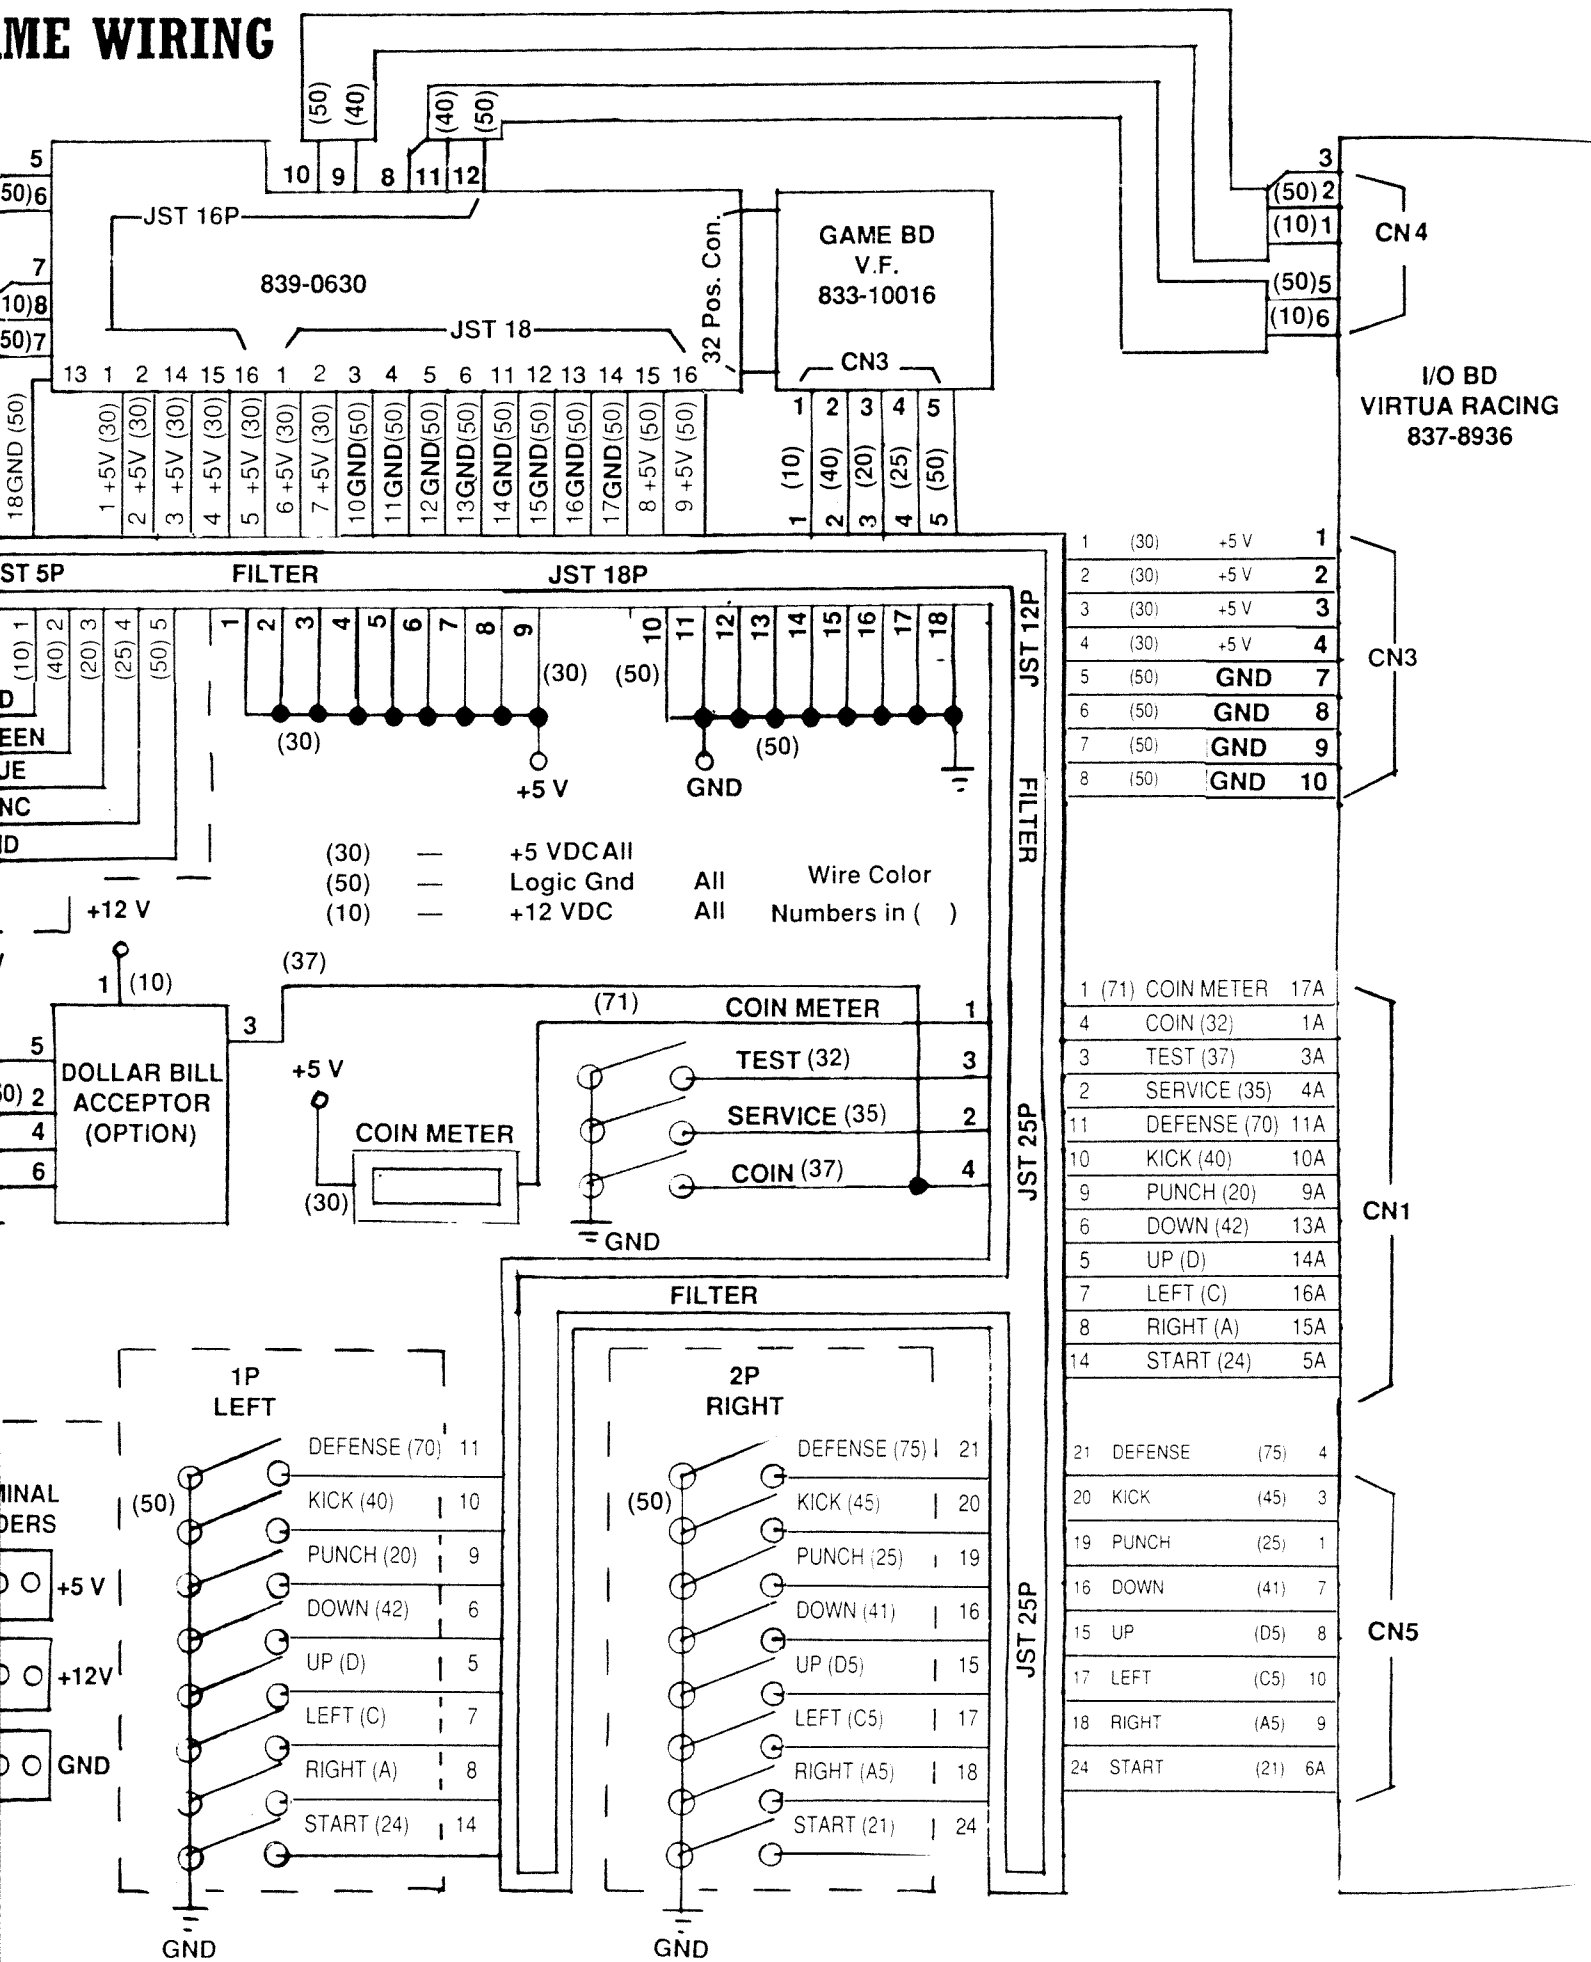 ME WIRING
(50)
(40)
(40)
(50)
10 9 8 11 12
5
50)6
7
10)8
50)7
JST 16P
839-0630
JST 18
32 Pos. Con.
GAME BD
V.F.
833-10016
CN3
3
(50) 2
(10) 1
(50)5
(10)6
CN4
I/O BD
VIRTUA RACING
837-8936
13 1 2 14 15 16 1 2 3 4 5 6 11 12 13 14 15 16
18GND (50)
1 +5V (30)
2 +5V (30)
3 +5V (30)
4 +5V (30)
5 +5V (30)
6 +5V (30)
7 +5V (30)
10GND(50)
11GND(50)
12GND(50)
13GND(50)
14GND(50)
15GND(50)
16GND(50)
17GND(50)
8 +5V (50)
9 +5V (50)
1 2 3 4 5
(10) (40) (20) (25) (50)
1 2 3 4 5
ST 5P
FILTER
JST 18P
JST 12P
FILTER
JST 25P
JST 25P
1 (30) +5 V 1
2 (30) +5 V 2
3 (30) +5 V 3
4 (30) +5 V 4
5 (50) GND 7
6 (50) GND 8
7 (50) GND 9
8 (50) GND 10
CN3
(10) 1
(40) 2
(20) 3
(25) 4
(50) 5
D
EEN
UE
NC
ND
1 2 3 4 5 6 7 8 9
(30)
(30)
+5 V
10 11 12 13 14 15 16 17 18
(50)
(50)
GND
(30) — +5 VDC All
(50) — Logic Gnd All Wire Color
(10) — +12 VDC All Numbers in ( )
+12 V
1 (10)
(37)
3
5
50) 2
4
6
DOLLAR BILL
ACCEPTOR
(OPTION)
+5 V
(30)
COIN METER
(71) COIN METER 1
TEST (32) 3
SERVICE (35) 2
COIN (37) 4
GND
1 (71) COIN METER 17A
4 COIN (32) 1A
3 TEST (37) 3A
2 SERVICE (35) 4A
11 DEFENSE (70) 11A
10 KICK (40) 10A
9 PUNCH (20) 9A
6 DOWN (42) 13A
5 UP (D) 14A
7 LEFT (C) 16A
8 RIGHT (A) 15A
14 START (24) 5A
CN1
FILTER
1P
LEFT
DEFENSE (70) 11
(50)
KICK (40) 10
PUNCH (20) 9
DOWN (42) 6
UP (D) 5
LEFT (C) 7
RIGHT (A) 8
START (24) 14
GND
2P
RIGHT
DEFENSE (75) 21
(50)
KICK (45) 20
PUNCH (25) 19
DOWN (41) 16
UP (D5) 15
LEFT (C5) 17
RIGHT (A5) 18
START (21) 24
GND
21 DEFENSE (75) 4
20 KICK (45) 3
19 PUNCH (25) 1
16 DOWN (41) 7
15 UP (D5) 8
17 LEFT (C5) 10
18 RIGHT (A5) 9
24 START (21) 6A
CN5
MINAL
DERS
+5 V
+12V
GND